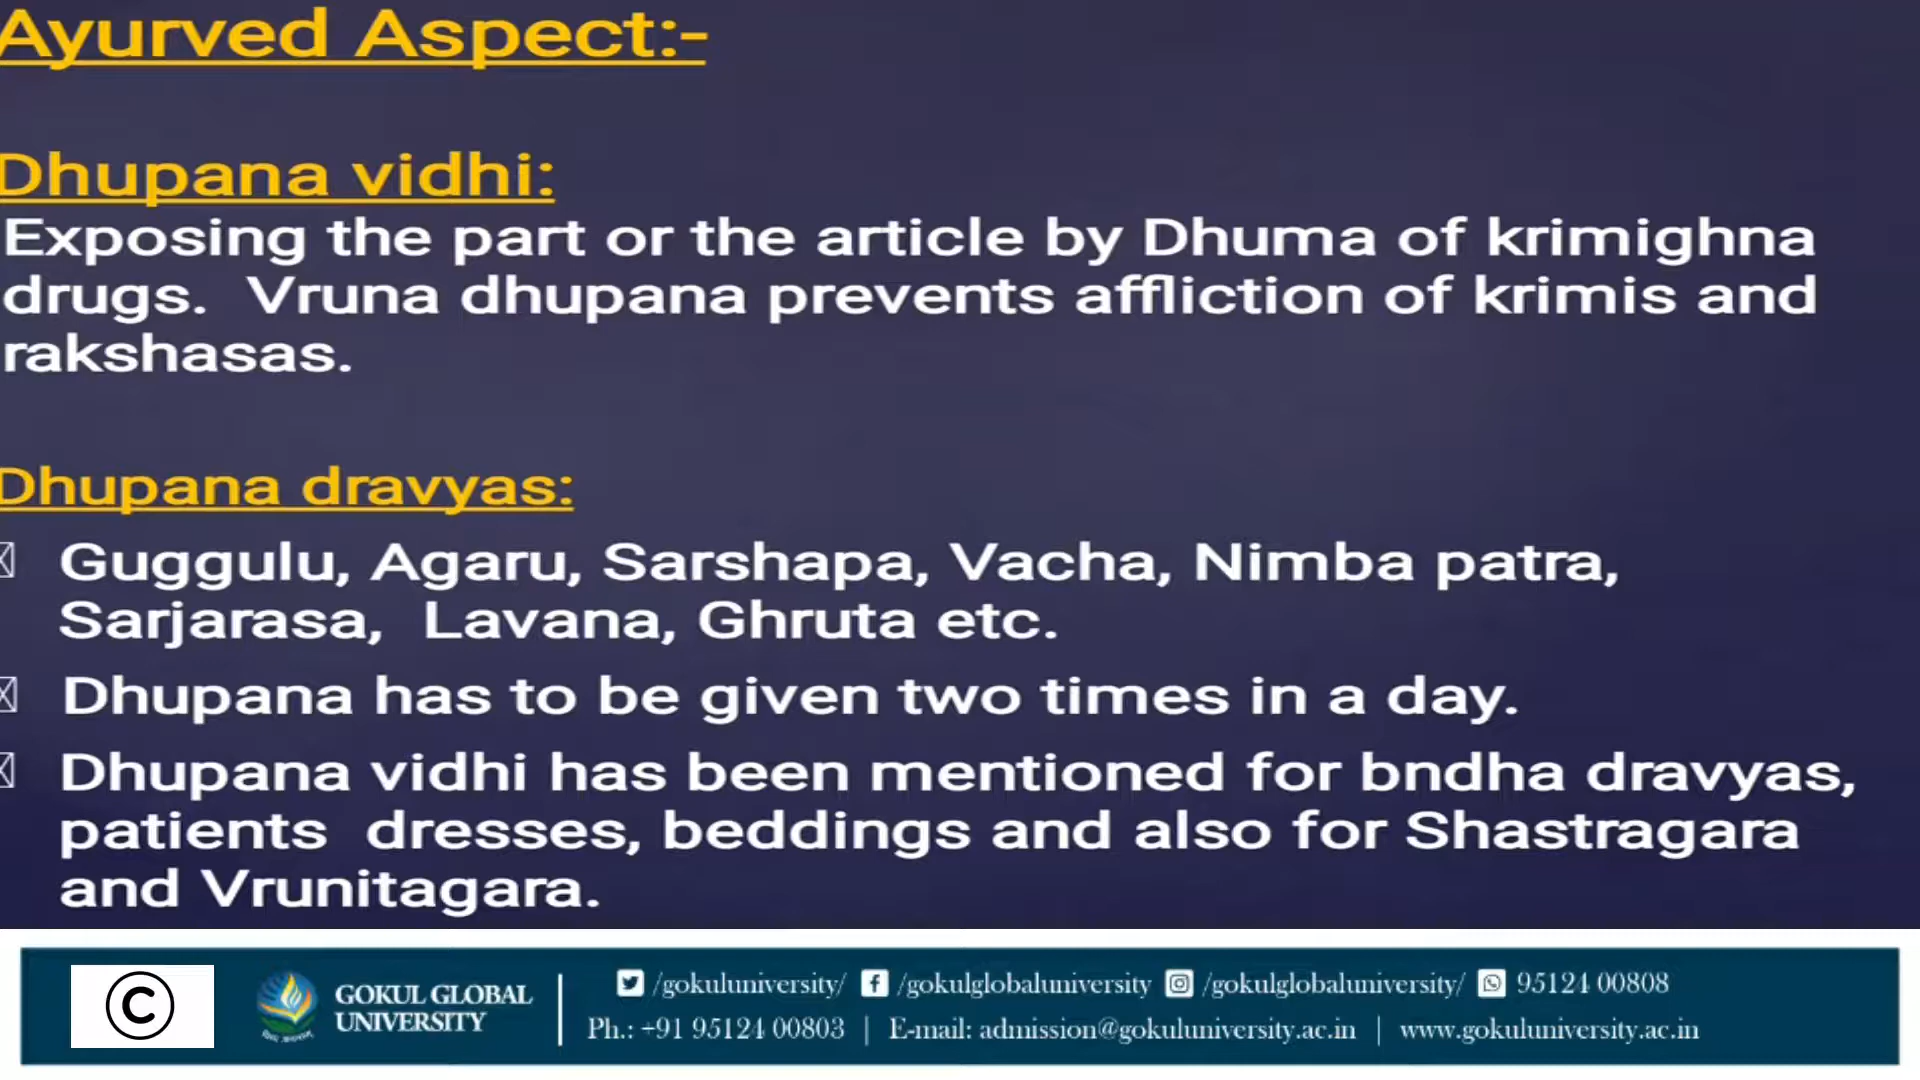 Ayurved Aspect:-
Dhupana vidhi:
Exposing the part or the article by Dhuma of krimighna
drugs.  Vruna dhupana prevents affliction of krimis and
rakshasas.
Dhupana dravyas:
Guggulu, Agaru, Sarshapa, Vacha, Nimba patra,
Sarjarasa,  Lavana, Ghruta etc.
Dhupana has to be given two times in a day.
Dhupana vidhi has been mentioned for bndha dravyas,
patients  dresses, beddings and also for Shastragara
and Vrunitagara.
©
GOKUL GLOBAL
UNIVERSITY
/gokuluniversity/ /gokulglobaluniversity /gokulglobaluniversity/ 95124 00808
Ph.: +91 95124 00803 | E-mail: admission@gokuluniversity.ac.in | www.gokuluniversity.ac.in